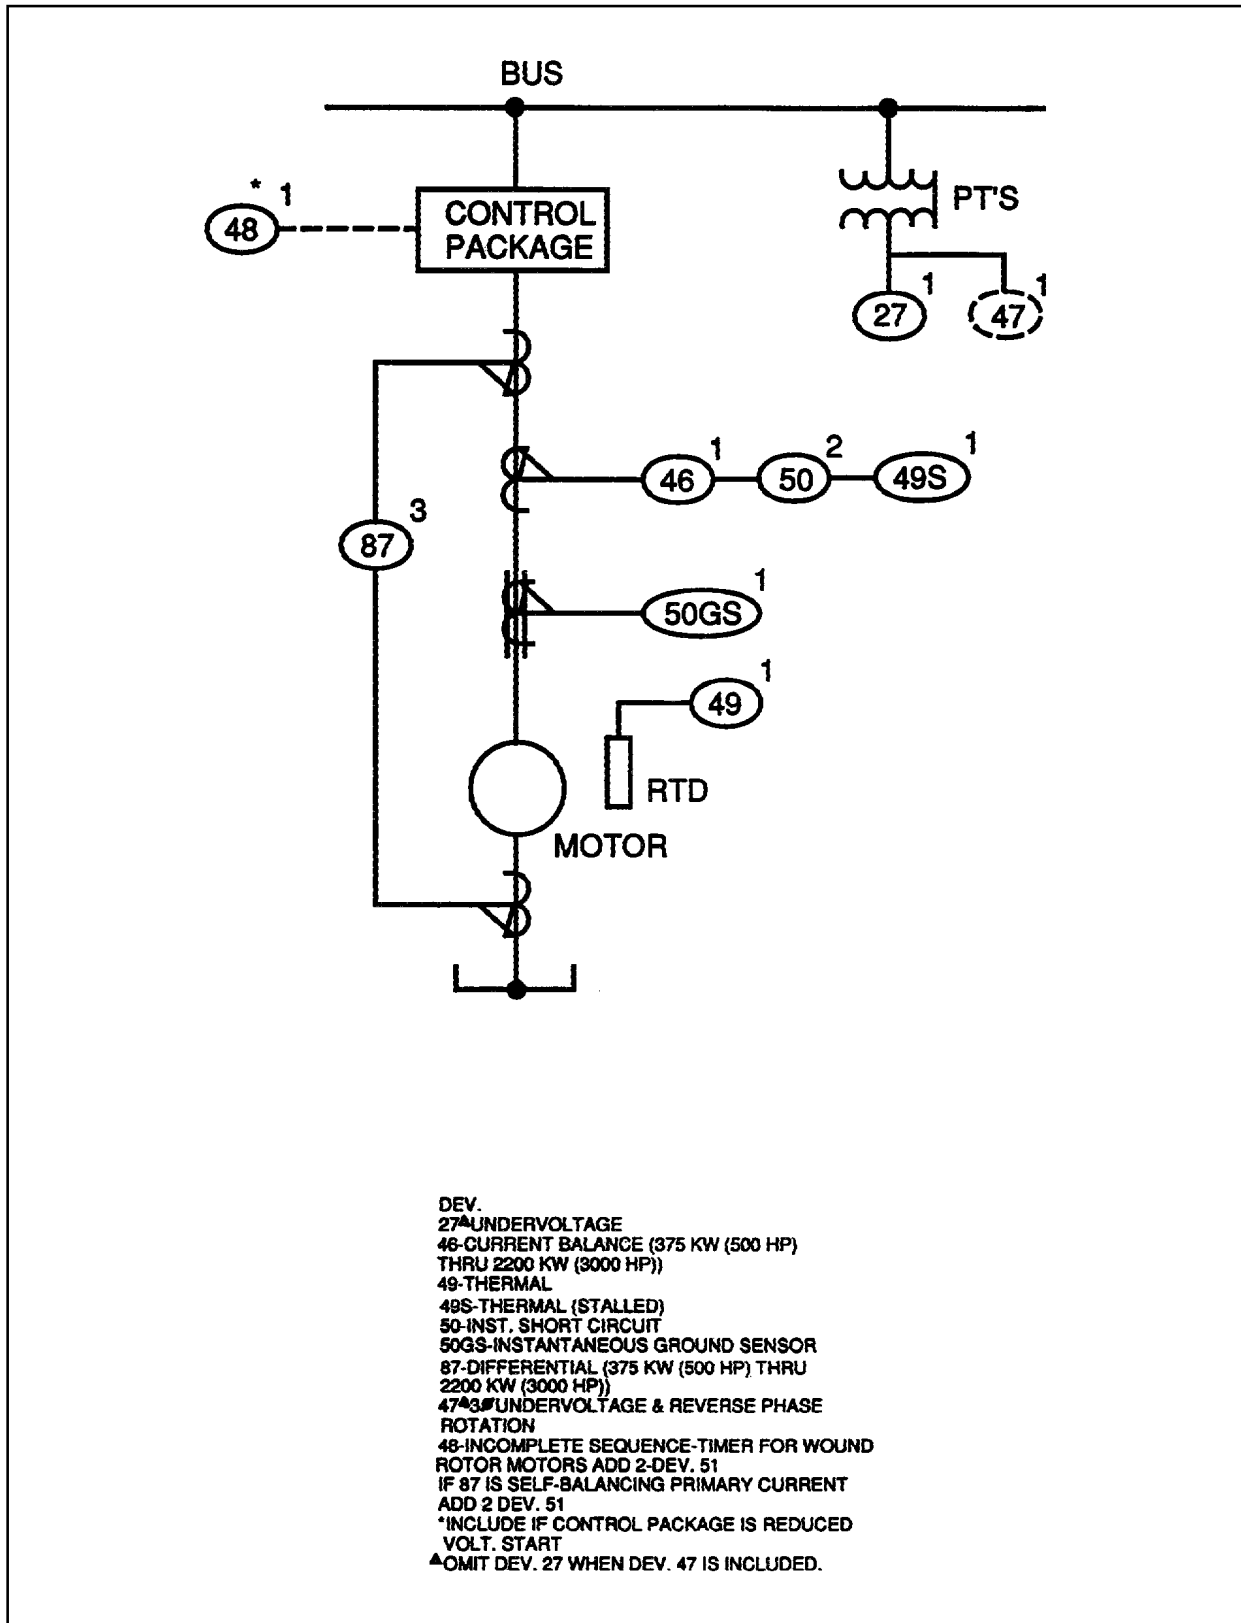 BUS
* 1
48
CONTROL
PACKAGE
PT'S
1
27
1
47
1
46
2
50
1
49S
3
87
1
50GS
1
49
RTD
MOTOR
DEV.
27▲UNDERVOLTAGE
46-CURRENT BALANCE (375 KW (500 HP)
THRU 2200 KW (3000 HP))
49-THERMAL
49S-THERMAL (STALLED)
50-INST. SHORT CIRCUIT
50GS-INSTANTANEOUS GROUND SENSOR
87-DIFFERENTIAL (375 KW (500 HP) THRU
2200 KW (3000 HP))
47▲3ø UNDERVOLTAGE & REVERSE PHASE
ROTATION
48-INCOMPLETE SEQUENCE-TIMER FOR WOUND
ROTOR MOTORS ADD 2-DEV. 51
IF 87 IS SELF-BALANCING PRIMARY CURRENT
ADD 2 DEV. 51
*INCLUDE IF CONTROL PACKAGE IS REDUCED
VOLT. START
▲OMIT DEV. 27 WHEN DEV. 47 IS INCLUDED.